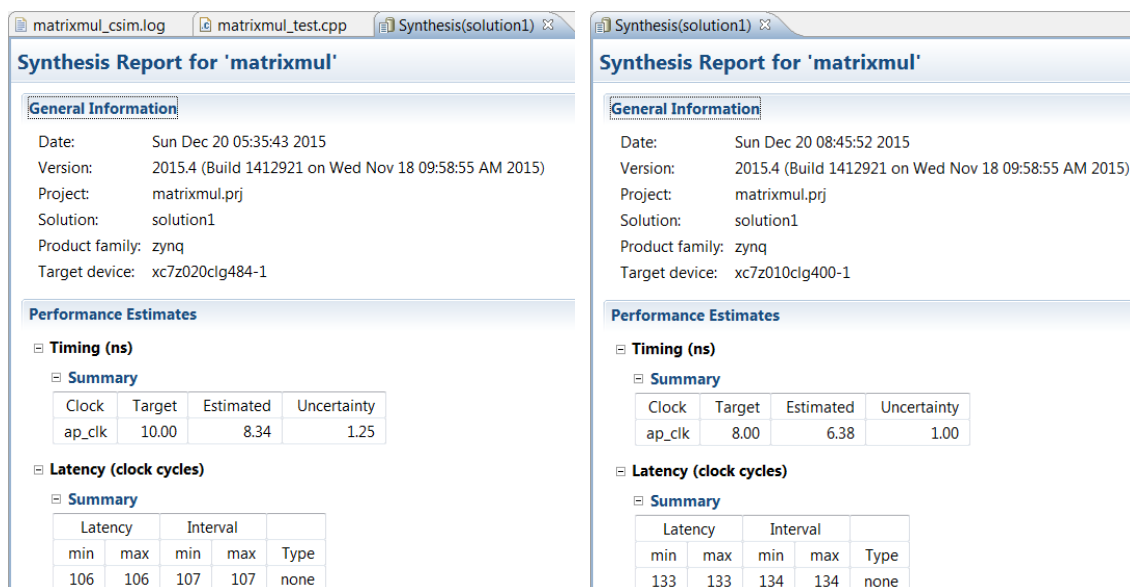 matrixmul_csim.log
matrixmul_test.cpp
Synthesis(solution1)
Synthesis Report for 'matrixmul'
General Information
Date: Sun Dec 20 05:35:43 2015
Version: 2015.4 (Build 1412921 on Wed Nov 18 09:58:55 AM 2015)
Project: matrixmul.prj
Solution: solution1
Product family: zynq
Target device: xc7z020clg484-1
Performance Estimates
Timing (ns)
Summary
Clock Target Estimated Uncertainty
ap_clk 10.00 8.34 1.25
Latency (clock cycles)
Summary
Latency Interval
min max min max Type
106 106 107 107 none
Synthesis(solution1)
Synthesis Report for 'matrixmul'
General Information
Date: Sun Dec 20 08:45:52 2015
Version: 2015.4 (Build 1412921 on Wed Nov 18 09:58:55 AM 2015)
Project: matrixmul.prj
Solution: solution1
Product family: zynq
Target device: xc7z010clg400-1
Performance Estimates
Timing (ns)
Summary
Clock Target Estimated Uncertainty
ap_clk 8.00 6.38 1.00
Latency (clock cycles)
Summary
Latency Interval
min max min max Type
133 133 134 134 none